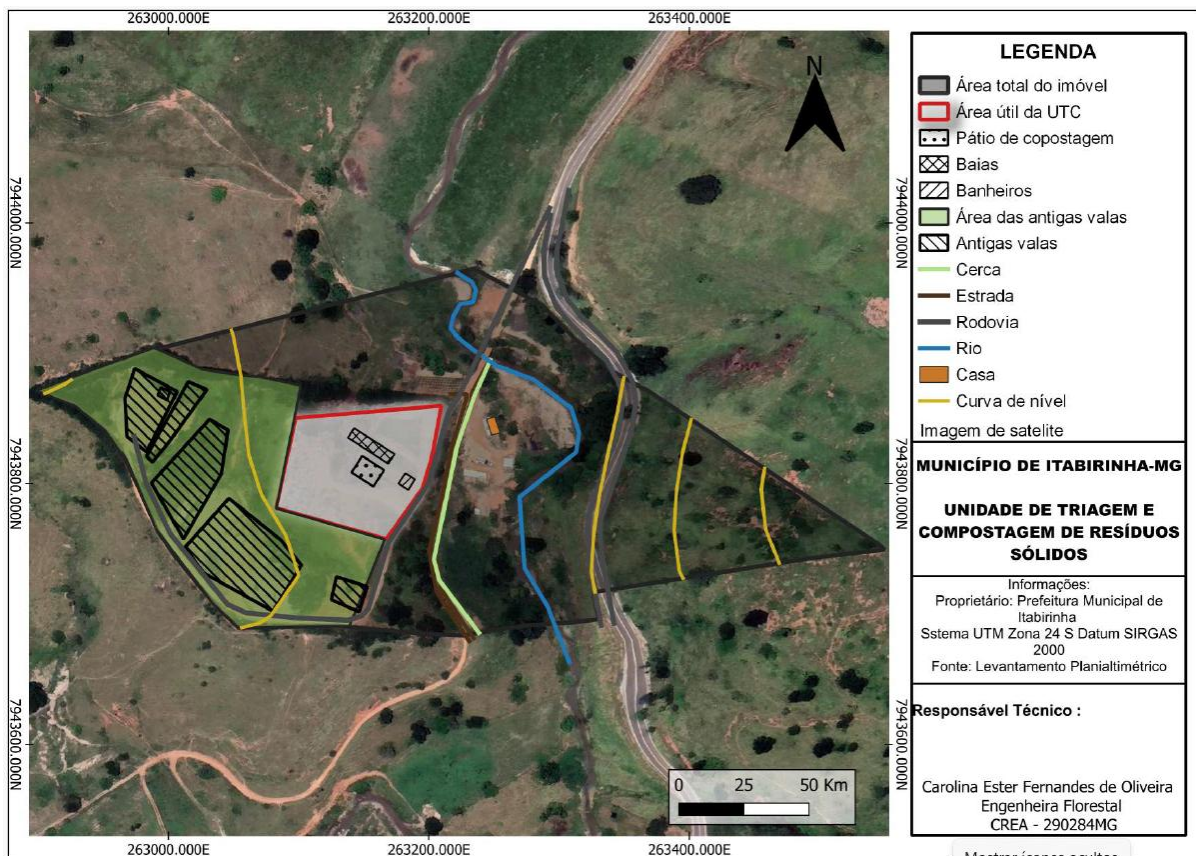 263000.000E 263200.000E 263400.000E
N
7944000.000N 7944000.000N
7943800.000N 7943800.000N
7943600.000N 7943600.000N
0 25 50 Km
263000.000E 263200.000E 263400.000E
LEGENDA
Área total do imóvel
Área útil da UTC
Pátio de copostagem
Baias
Banheiros
Área das antigas valas
Antigas valas
Cerca
Estrada
Rodovia
Rio
Casa
Curva de nível
Imagem de satelite
MUNICÍPIO DE ITABIRINHA-MG
UNIDADE DE TRIAGEM E
COMPOSTAGEM DE RESÍDUOS
SÓLIDOS
Informações:
Proprietário: Prefeitura Municipal de
Itabirinha
Sstema UTM Zona 24 S Datum SIRGAS
2000
Fonte: Levantamento Planialtimétrico
Responsável Técnico :
Carolina Ester Fernandes de Oliveira
Engenheira Florestal
CREA - 290284MG
Mostrar ícones ocultos